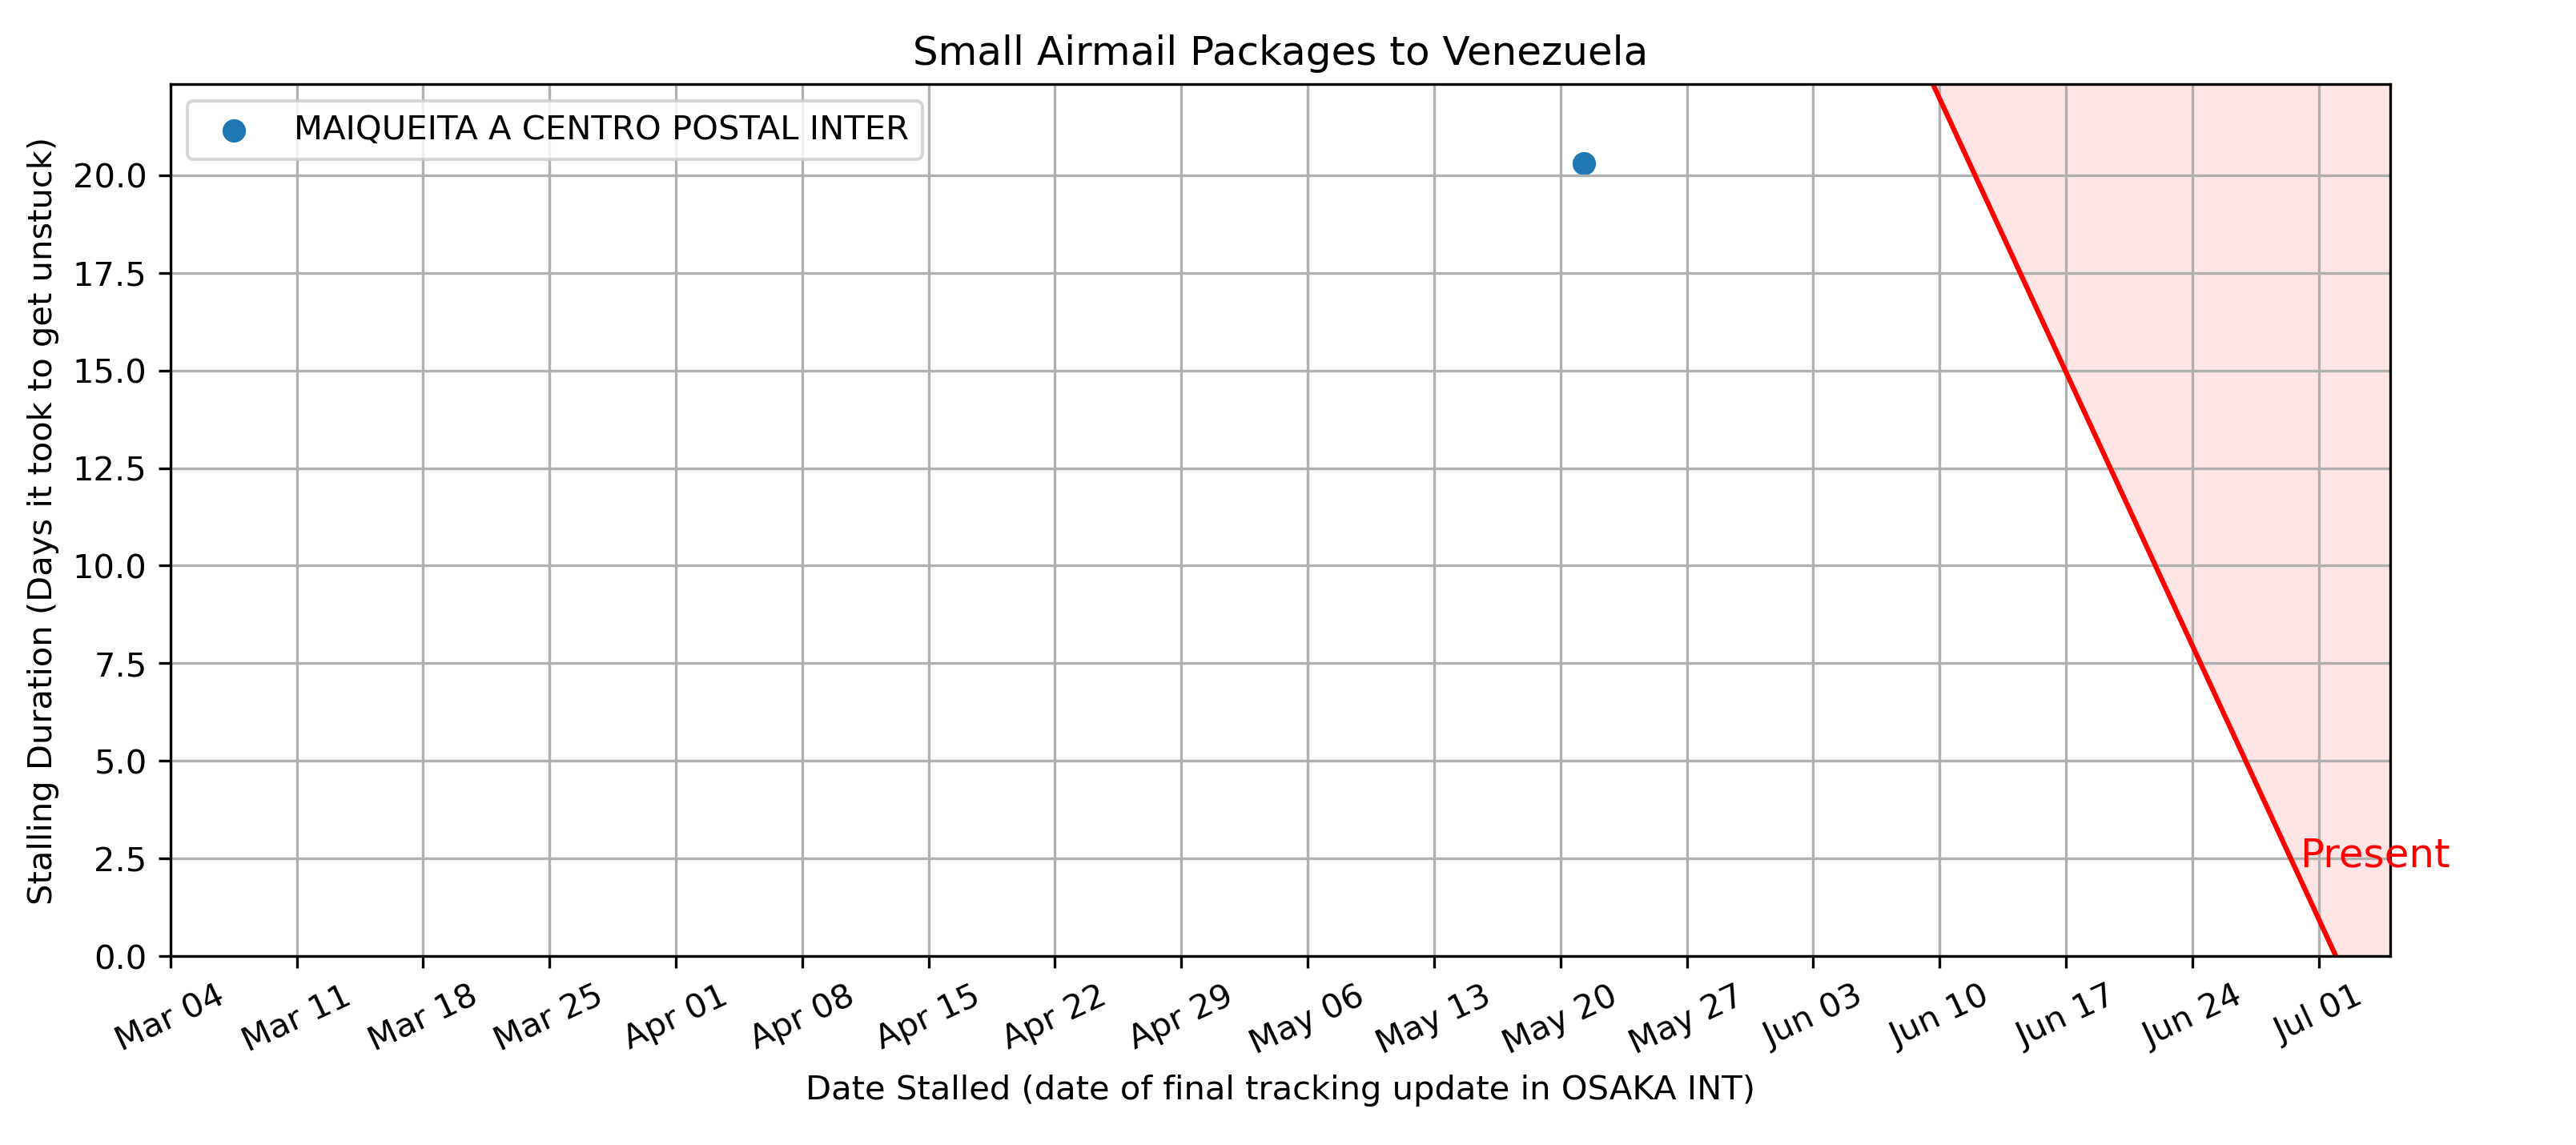 Small Airmail Packages to Venezuela
MAIQUEITA A CENTRO POSTAL INTER
Stalling Duration (Days it took to get unstuck)
20.0
17.5
15.0
12.5
10.0
7.5
5.0
2.5
0.0
Present
Mar 04 Mar 11 Mar 18 Mar 25 Apr 01 Apr 08 Apr 15 Apr 22 Apr 29 May 06 May 13 May 20 May 27 Jun 03 Jun 10 Jun 17 Jun 24 Jul 01
Date Stalled (date of final tracking update in OSAKA INT)